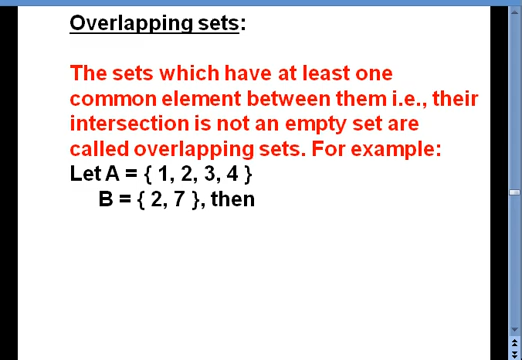 Overlapping sets:
The sets which have at least one
common element between them i.e., their
intersection is not an empty set are
called overlapping sets. For example:
Let A = { 1, 2, 3, 4 }
B = { 2, 7 }, then